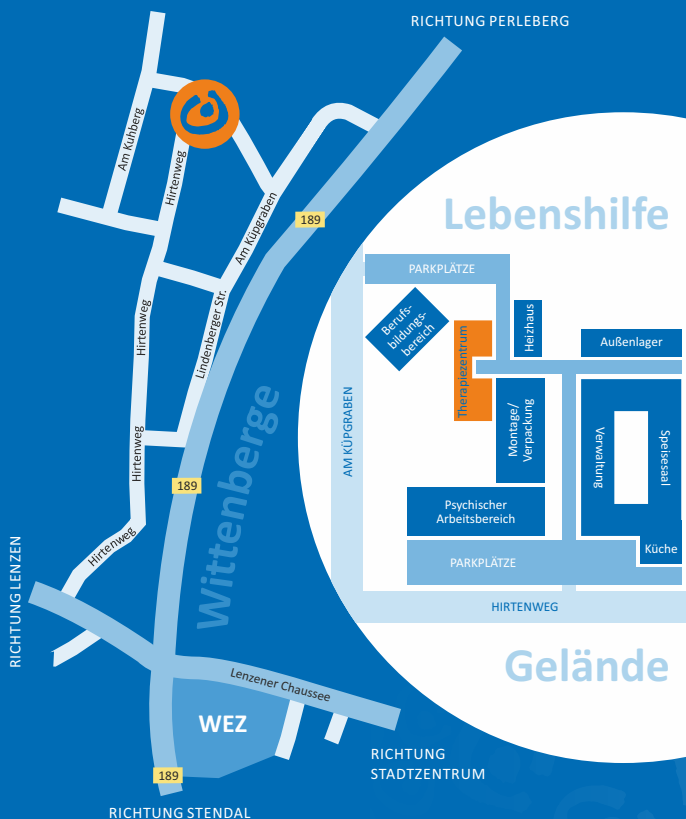 RICHTUNG PERLEBERG
Am Kuhberg
Hirtenweg
Am Küpgraben
189
Lindenberger Str.
Hirtenweg
Hirtenweg
189
Wittenberge
Hirtenweg
RICHTUNG LENZEN
Lenzener Chaussee
WEZ
189
RICHTUNG
STADTZENTRUM
RICHTUNG STENDAL
Lebenshilfe
PARKPLÄTZE
Berufs-
bildungs-
bereich
Therapiezentrum
Heizhaus
Außenlager
AM KÜPGRABEN
Montage/
Verpackung
Verwaltung
Speisesaal
Psychischer
Arbeitsbereich
Küche
PARKPLÄTZE
HIRTENWEG
Gelände